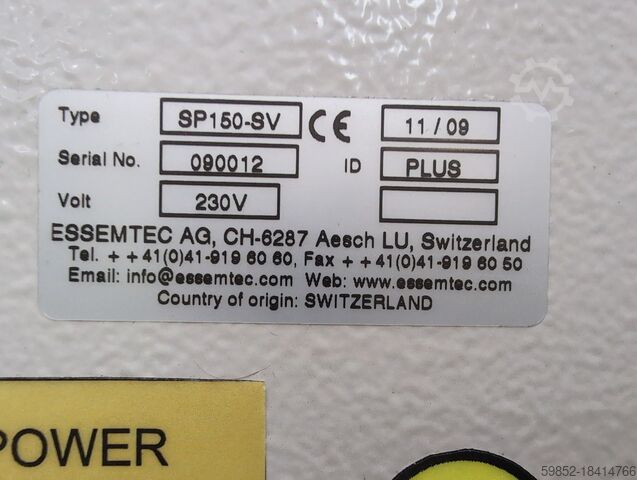 Type SP150-SV CE 11 / 09
Serial No. 090012 ID PLUS
Volt 230V
ESSEMTEC AG, CH-6287 Aesch LU, Switzerland
Tel. + +41(0)41-919 60 60, Fax + +41(0)41-919 60 50
Email: info@essemtec.com Web: www.essemtec.com
Country of origin: SWITZERLAND
POWER
59852-18414766